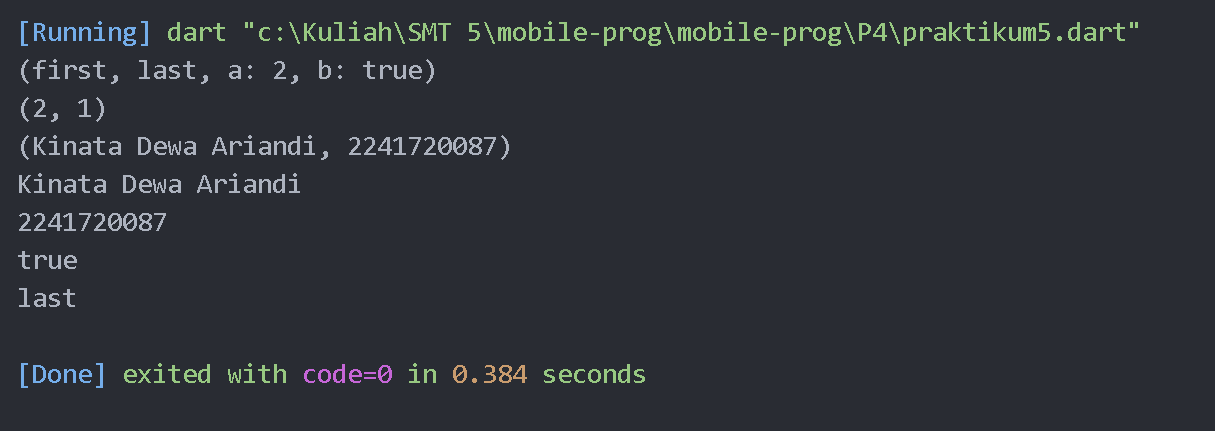 [Running] dart "c:\Kuliah\SMT 5\mobile-prog\mobile-prog\P4\praktikum5.dart"
(first, last, a: 2, b: true)
(2, 1)
(Kinata Dewa Ariandi, 2241720087)
Kinata Dewa Ariandi
2241720087
true
last
[Done] exited with code=0 in 0.384 seconds